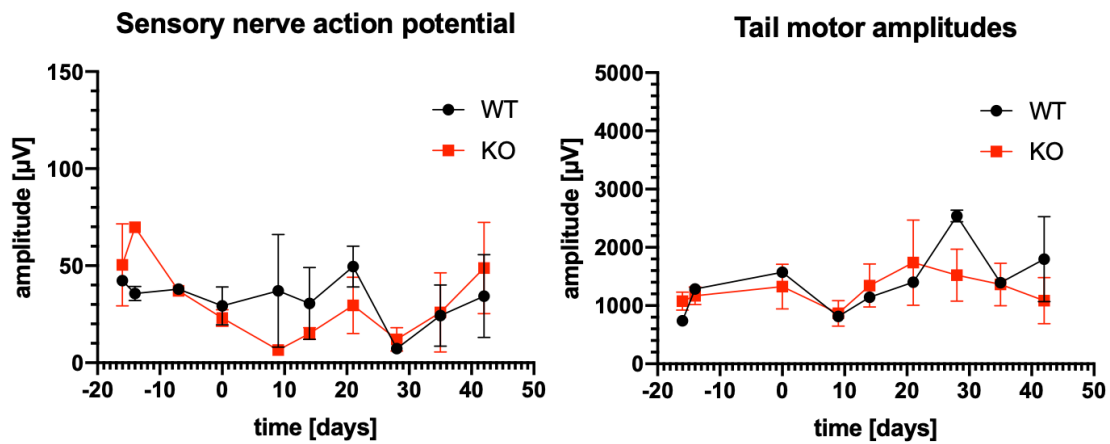 Sensory nerve action potential
150
100
50
0
-20 -10 0 10 20 30 40 50
amplitude [µV]
time [days]
WT
KO
Tail motor amplitudes
5000
4000
3000
2000
1000
0
-20 -10 0 10 20 30 40 50
amplitude [µV]
time [days]
WT
KO